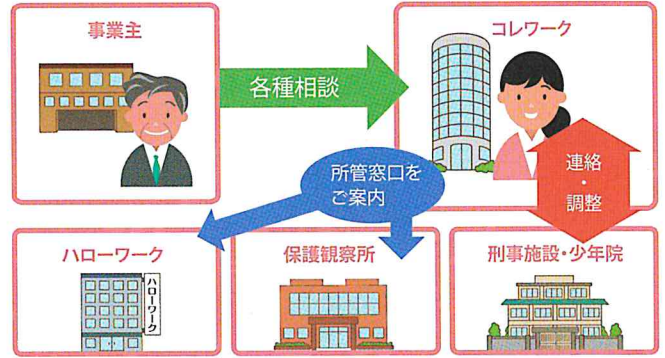 事業主
コレワーク
各種相談
所管窓口を
ご案内
連絡
・
調整
ハローワーク
保護観察所
刑事施設・少年院
ハローワーク